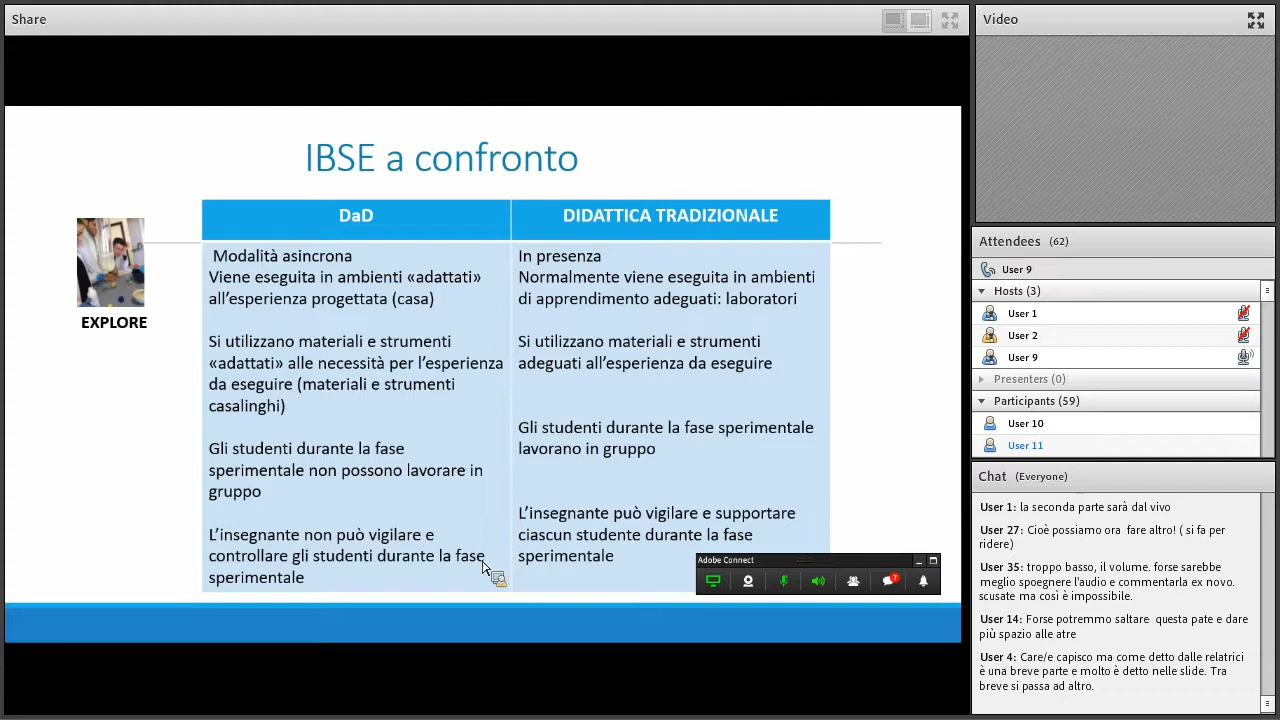 Share
IBSE a confronto
EXPLORE
DaD
Modalità asincrona
Viene eseguita in ambienti «adattati»
all’esperienza progettata (casa)
Si utilizzano materiali e strumenti
«adattati» alle necessità per l’esperienza
da eseguire (materiali e strumenti
casalinghi)
Gli studenti durante la fase
sperimentale non possono lavorare in
gruppo
L’insegnante non può vigilare e
controllare gli studenti durante la fase
sperimentale
DIDATTICA TRADIZIONALE
In presenza
Normalmente viene eseguita in ambienti
di apprendimento adeguati: laboratori
Si utilizzano materiali e strumenti
adeguati all’esperienza da eseguire
Gli studenti durante la fase sperimentale
lavorano in gruppo
L’insegnante può vigilare e supportare
ciascun studente durante la fase
sperimentale
Adobe Connect
7
Video
Attendees (62)
User 9
Hosts (3)
User 1
User 2
User 9
Presenters (0)
Participants (59)
User 10
User 11
Chat (Everyone)
User 1: la seconda parte sarà dal vivo
User 27: Cioè possiamo ora fare altro! ( si fa per
ridere)
User 35: troppo basso, il volume. forse sarebbe
meglio spoegnere l'audio e commentarla ex novo.
scusate ma così è impossibile.
User 14: Forse potremmo saltare questa pate e dare
più spazio alle atre
User 4: Care/e capisco ma come detto dalle relatrici
è una breve parte e molto è detto nelle slide. Tra
breve si passa ad altro.